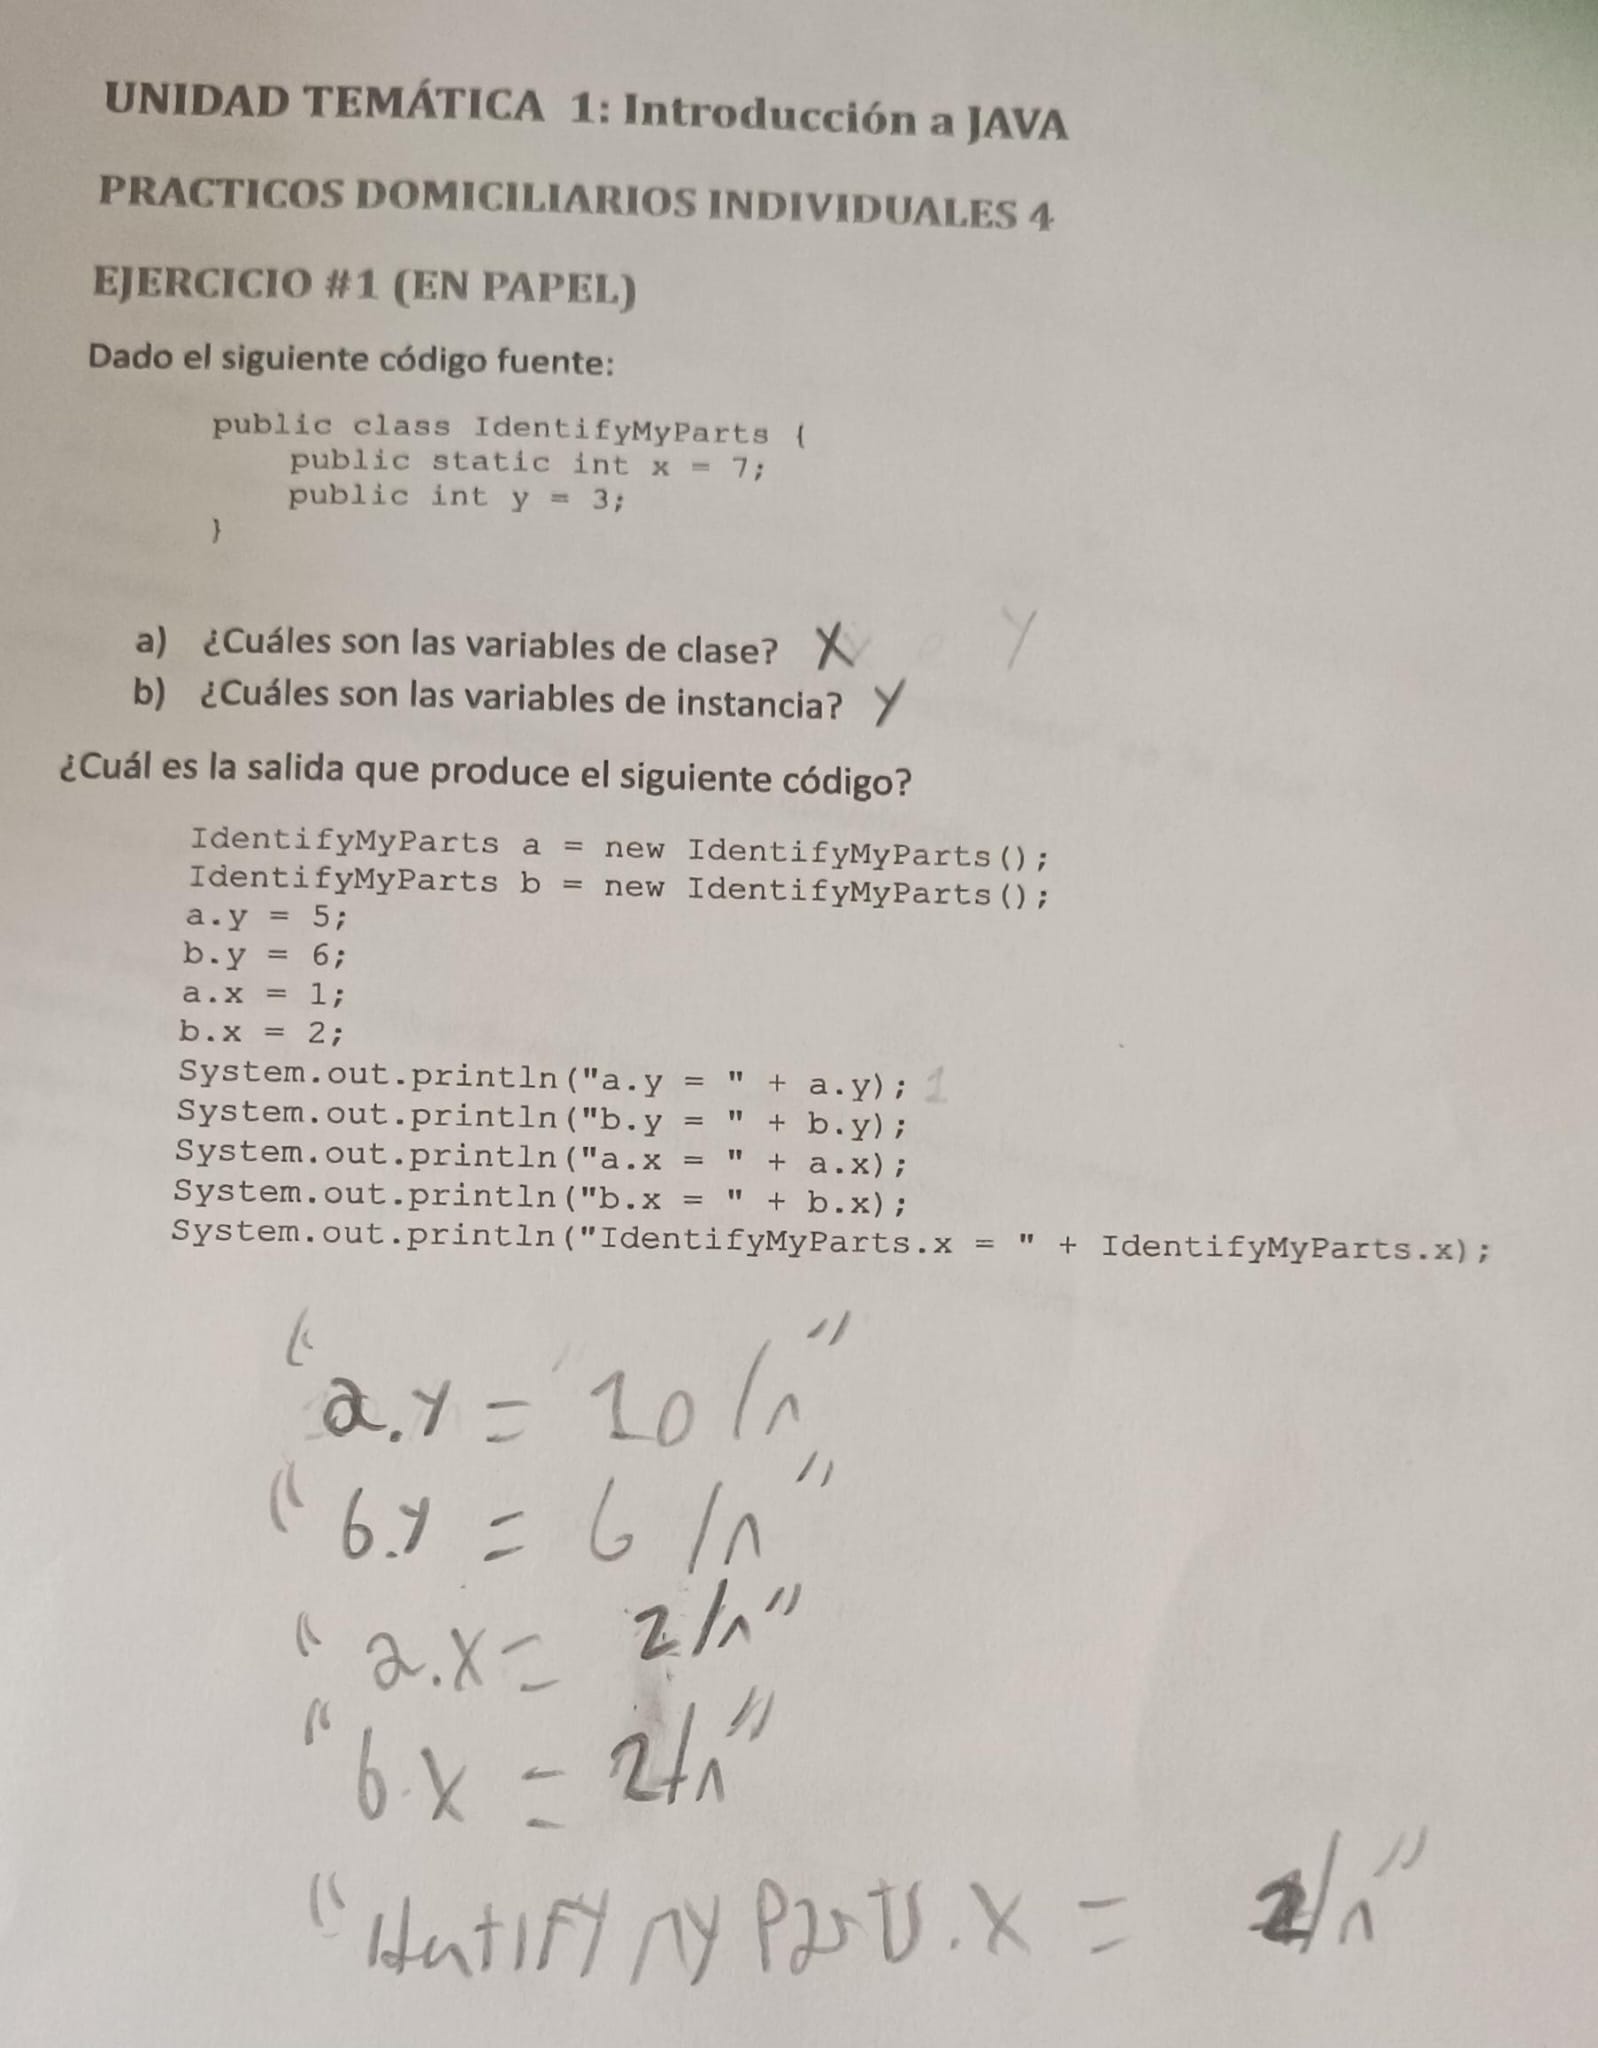 UNIDAD TEMÁTICA 1: Introducción a JAVA
PRACTICOS DOMICILIARIOS INDIVIDUALES 4
EJERCICIO #1 (EN PAPEL)
Dado el siguiente código fuente:
public class IdentifyMyParts {
public static int x = 7;
public int y = 3;
}
a) ¿Cuáles son las variables de clase? X Y
b) ¿Cuáles son las variables de instancia? Y
¿Cuál es la salida que produce el siguiente código?
IdentifyMyParts a = new IdentifyMyParts();
IdentifyMyParts b = new IdentifyMyParts();
a.y = 5;
b.y = 6;
a.x = 1;
b.x = 2;
System.out.println("a.y = " + a.y); 1
System.out.println("b.y = " + b.y);
System.out.println("a.x = " + a.x);
System.out.println("b.x = " + b.x);
System.out.println("IdentifyMyParts.x = " + IdentifyMyParts.x);
"a.y = 10/n"
"b.y = 6/n"
"a.x = 2/n"
"b.x = 2/n"
"IdentifyMyParts.x = 2/n"